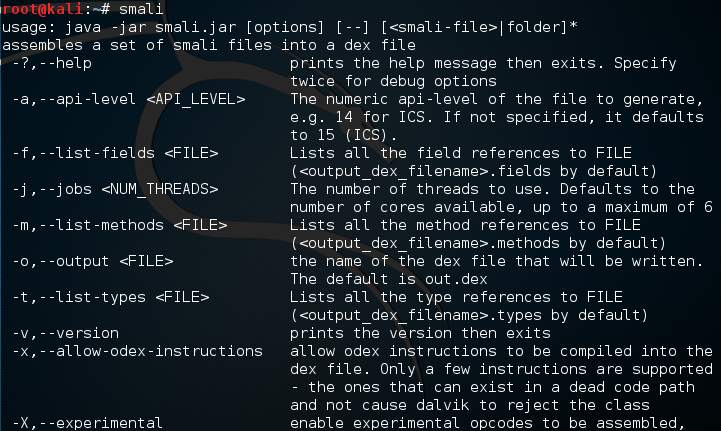 root@kali:~# smali
usage: java -jar smali.jar [options] [--] [<smali-file>|folder]*
assembles a set of smali files into a dex file
-?,--help prints the help message then exits. Specify
twice for debug options
-a,--api-level <API_LEVEL> The numeric api-level of the file to generate,
e.g. 14 for ICS. If not specified, it defaults
to 15 (ICS).
-f,--list-fields <FILE> Lists all the field references to FILE
(<output_dex_filename>.fields by default)
-j,--jobs <NUM_THREADS> The number of threads to use. Defaults to the
number of cores available, up to a maximum of 6
-m,--list-methods <FILE> Lists all the method references to FILE
(<output_dex_filename>.methods by default)
-o,--output <FILE> the name of the dex file that will be written.
The default is out.dex
-t,--list-types <FILE> Lists all the type references to FILE
(<output_dex_filename>.types by default)
-v,--version prints the version then exits
-x,--allow-odex-instructions allow odex instructions to be compiled into the
dex file. Only a few instructions are supported
- the ones that can exist in a dead code path
and not cause dalvik to reject the class
-X,--experimental enable experimental opcodes to be assembled,